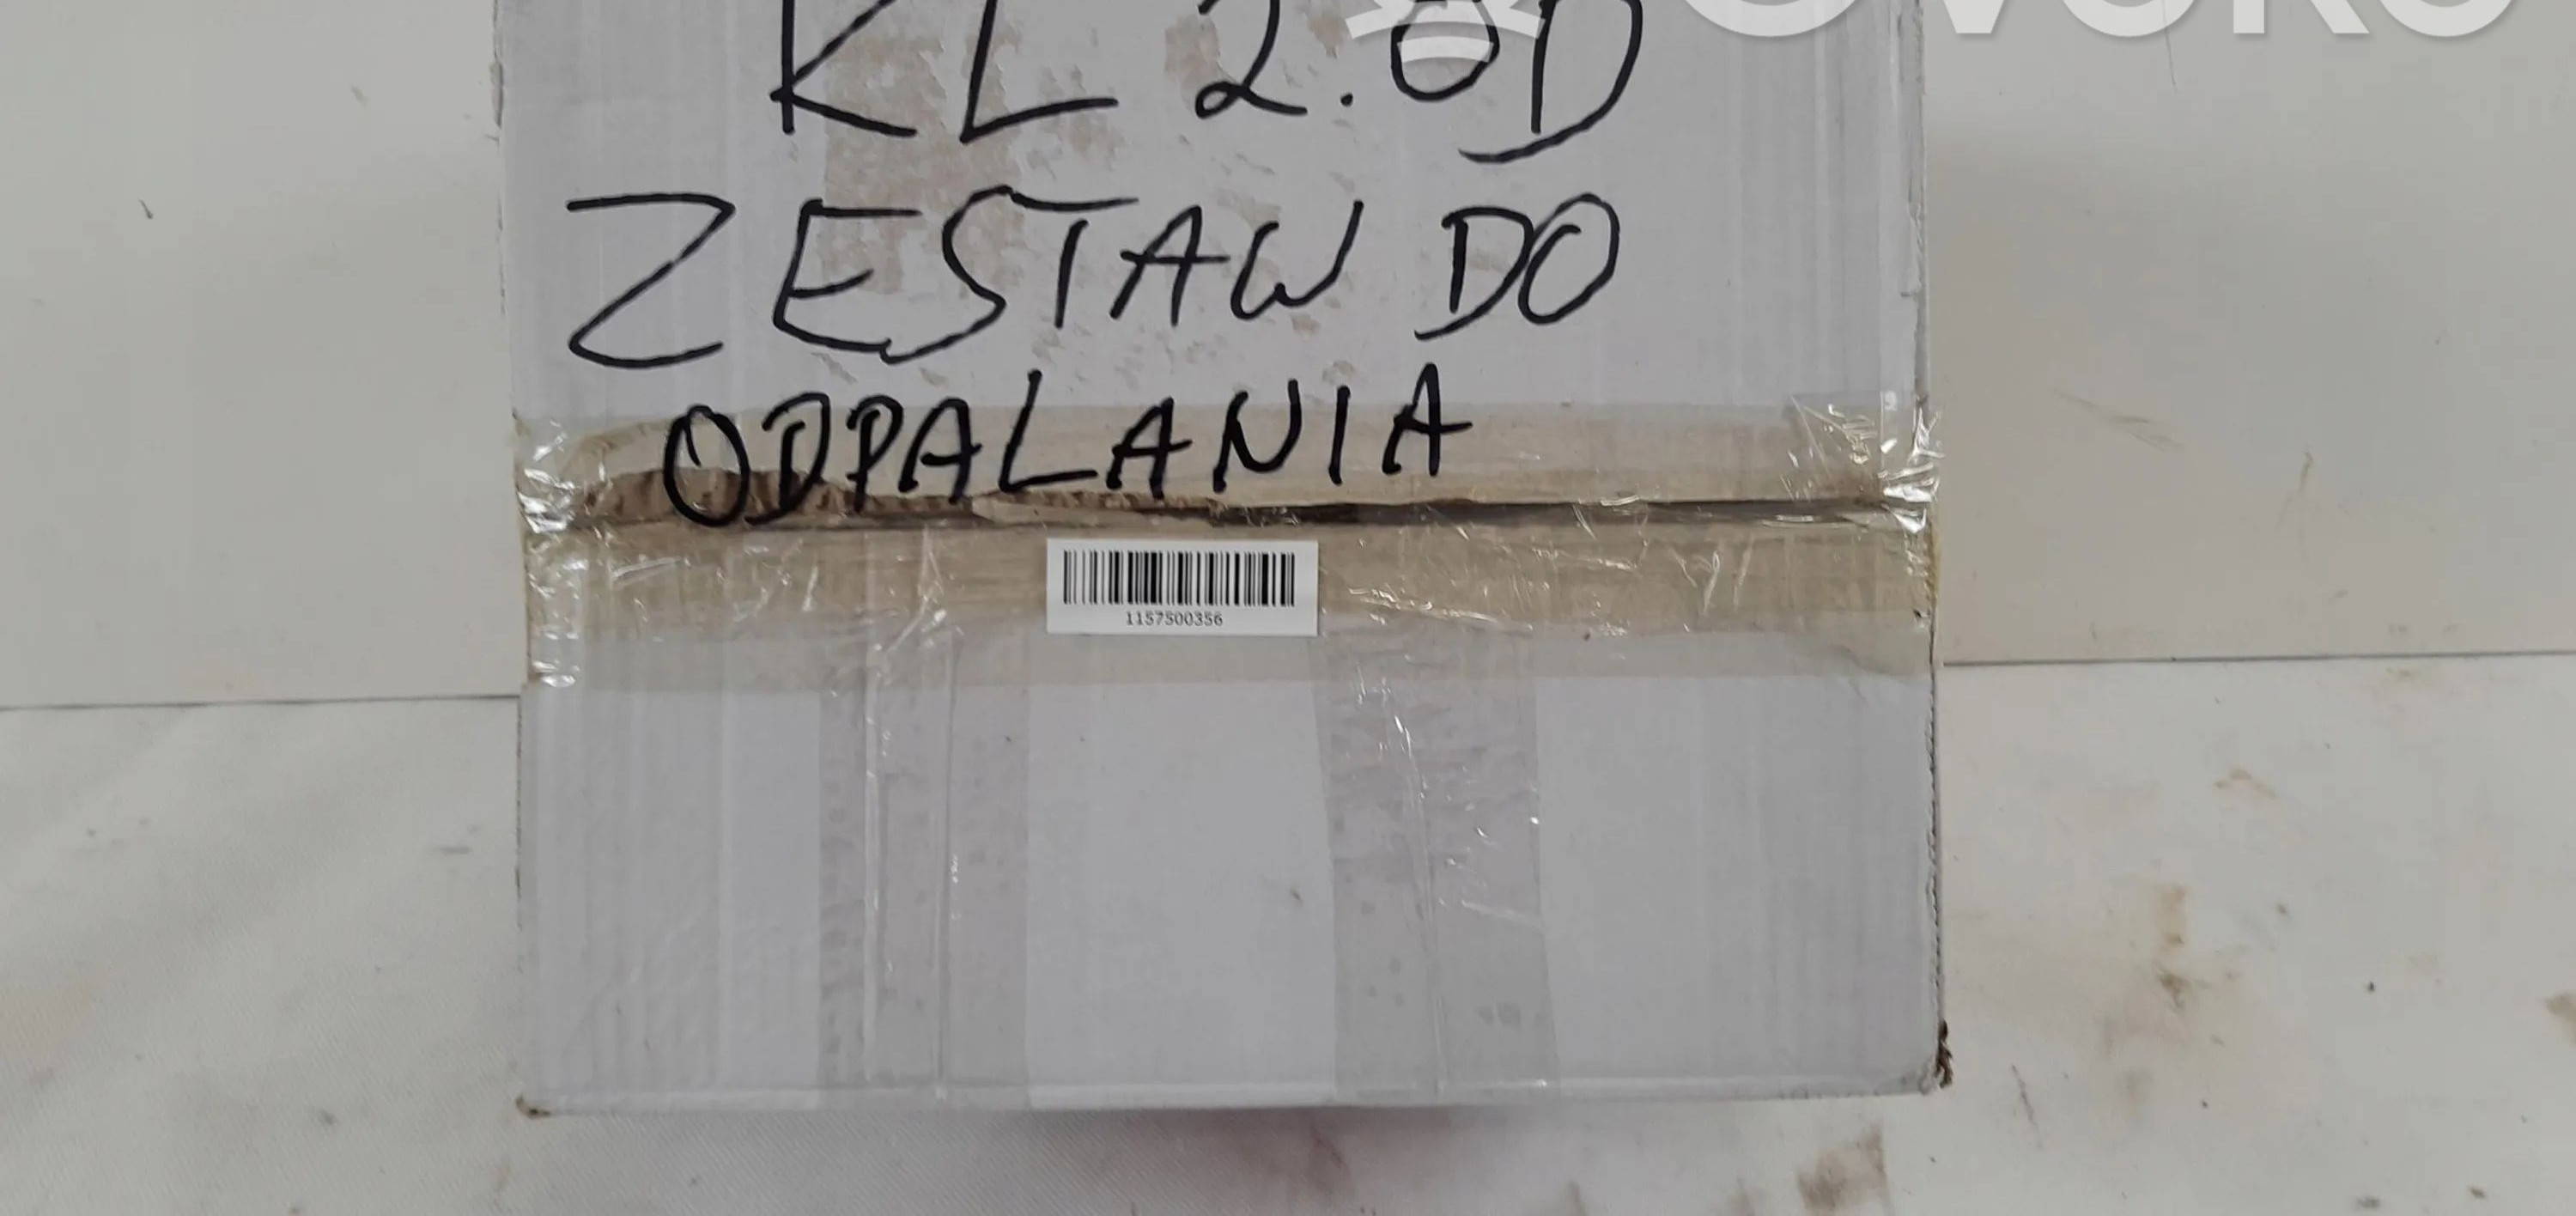 KL 2.0D
ZESTAW DO
ODPALANIA
1157500356